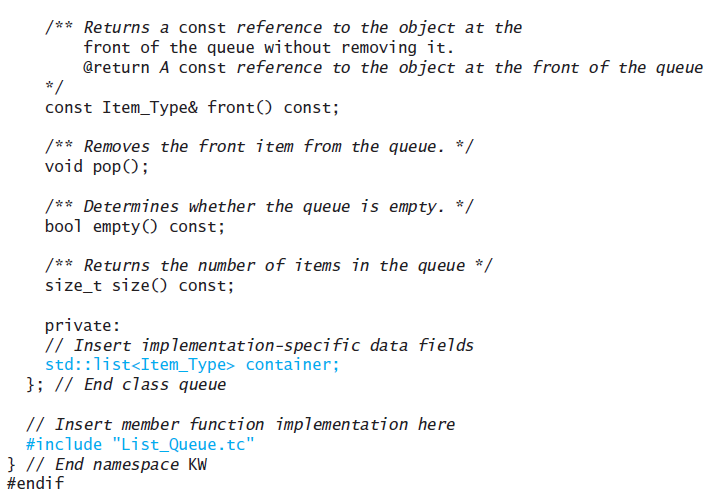 /** Returns a const reference to the object at the
front of the queue without removing it.
@return A const reference to the object at the front of the queue
*/
const Item_Type& front() const;
/** Removes the front item from the queue. */
void pop();
/** Determines whether the queue is empty. */
bool empty() const;
/** Returns the number of items in the queue */
size_t size() const;
private:
// Insert implementation-specific data fields
std::list<Item_Type> container;
}; // End class queue
// Insert member function implementation here
#include "List_Queue.tc"
} // End namespace KW
#endif